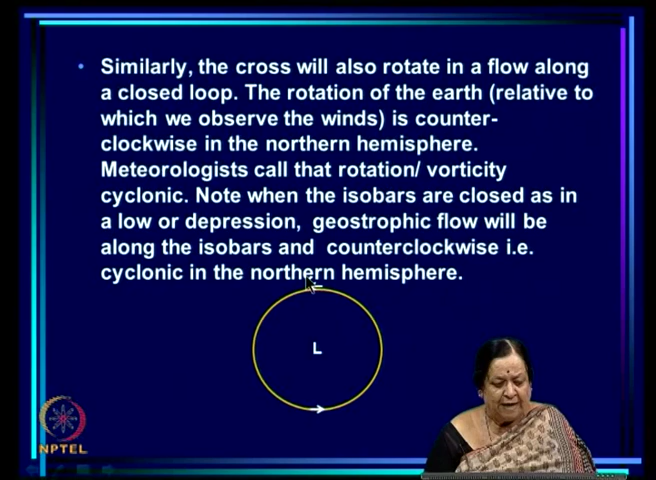 • Similarly, the cross will also rotate in a flow along
a closed loop. The rotation of the earth (relative to
which we observe the winds) is counter-
clockwise in the northern hemisphere.
Meteorologists call that rotation/ vorticity
cyclonic. Note when the isobars are closed as in
a low or depression, geostrophic flow will be
along the isobars and counterclockwise i.e.
cyclonic in the northern hemisphere.
L
NPTEL